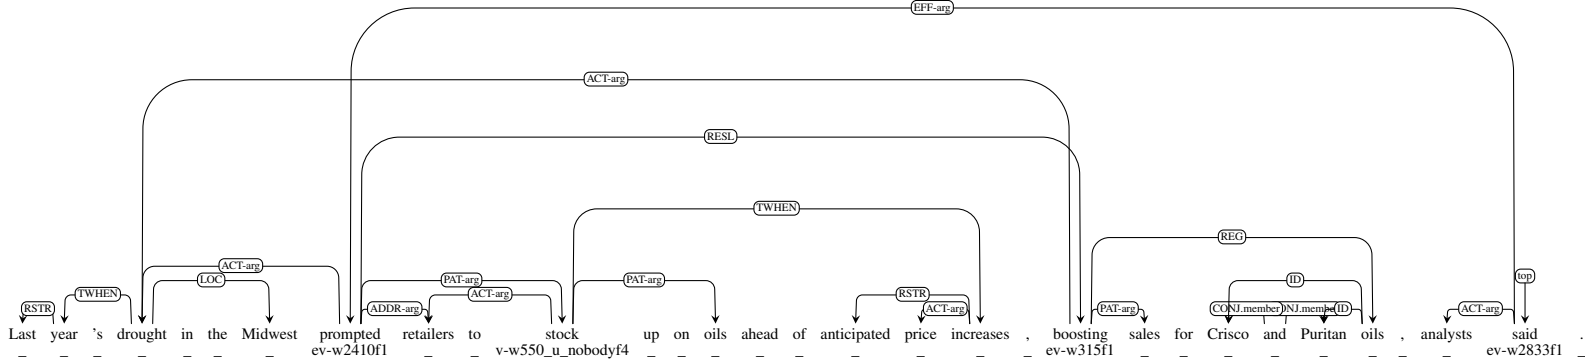 EFF-arg
ACT-arg
RESL
TWHEN
REG
ACT-arg
LOC PAT-arg PAT-arg ID top
TWHEN ACT-arg RSTR
RSTR ADDR-arg ACT-arg PAT-arg CONJ.member ID ACT-arg
Last year 's drought in the Midwest prompted retailers to stock up on oils ahead of anticipated price increases , boosting sales for Crisco and Puritan oils , analysts said .
_ _ _ _ _ _ _ ev-w2410f1 _ _ v-w550_u_nobodyf4 _ _ _ _ _ _ _ _ _ ev-w315f1 _ _ _ _ _ _ _ _ ev-w2833f1 _